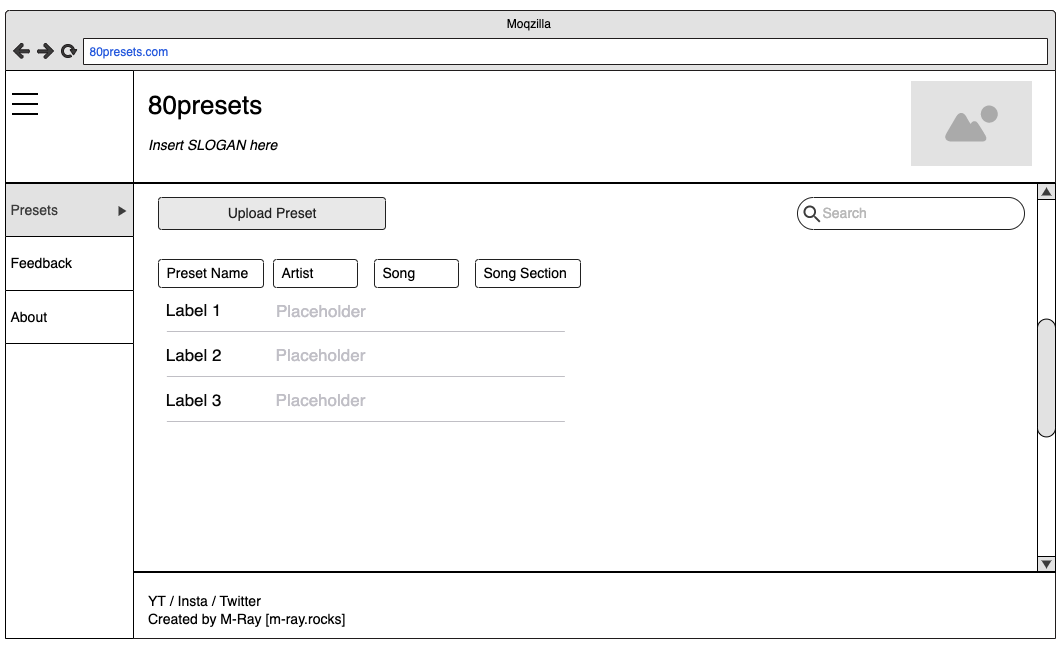 Moqzilla
80presets.com
80presets
Insert SLOGAN here
Presets
Feedback
About
Upload Preset
Search
Preset Name Artist Song Song Section
Label 1 Placeholder
Label 2 Placeholder
Label 3 Placeholder
YT / Insta / Twitter
Created by M-Ray [m-ray.rocks]